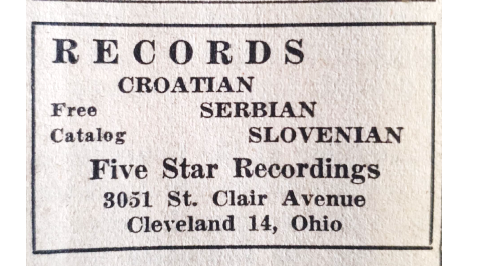 RECORDS
CROATIAN
Free SERBIAN
Catalog SLOVENIAN
Five Star Recordings
3051 St. Clair Avenue
Cleveland 14, Ohio